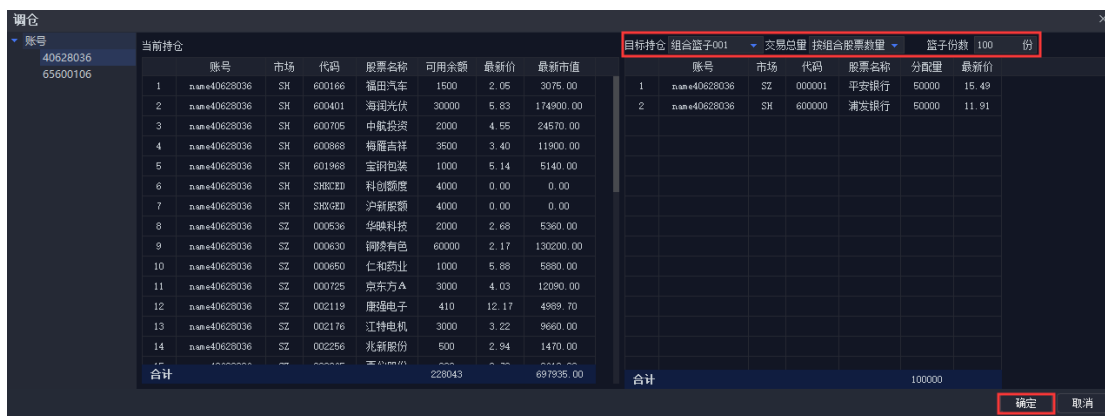 调仓
账号
40628036
65600106
当前持仓
账号 市场 代码 股票名称 可用余额 最新价 最新市值
1 name40628036 SH 600166 福田汽车 1500 2.05 3075.00
2 name40628036 SH 600401 海润光伏 30000 5.83 174900.00
3 name40628036 SH 600705 中航投资 2000 4.55 24570.00
4 name40628036 SH 600868 梅雁吉祥 3500 3.40 11900.00
5 name40628036 SH 601968 宝钢包装 1000 5.14 5140.00
6 name40628036 SH SHKCED 科创额度 4000 0.00 0.00
7 name40628036 SH SHXGED 沪新股额 4000 0.00 0.00
8 name40628036 SZ 000536 华映科技 2000 2.68 5360.00
9 name40628036 SZ 000630 铜陵有色 60000 2.17 130200.00
10 name40628036 SZ 000650 仁和药业 1000 5.88 5880.00
11 name40628036 SZ 000725 京东方A 3000 4.03 12090.00
12 name40628036 SZ 002119 康强电子 410 12.17 4989.70
13 name40628036 SZ 002176 江特电机 3000 3.22 9660.00
14 name40628036 SZ 002256 兆新股份 500 2.94 1470.00
合计 228043 697935.00
目标持仓 组合篮子001 交易总量 按组合股票数量 篮子份数 100 份
账号 市场 代码 股票名称 分配量 最新价
1 name40628036 SZ 000001 平安银行 50000 15.49
2 name40628036 SH 600000 浦发银行 50000 11.91
合计 100000
确定 取消